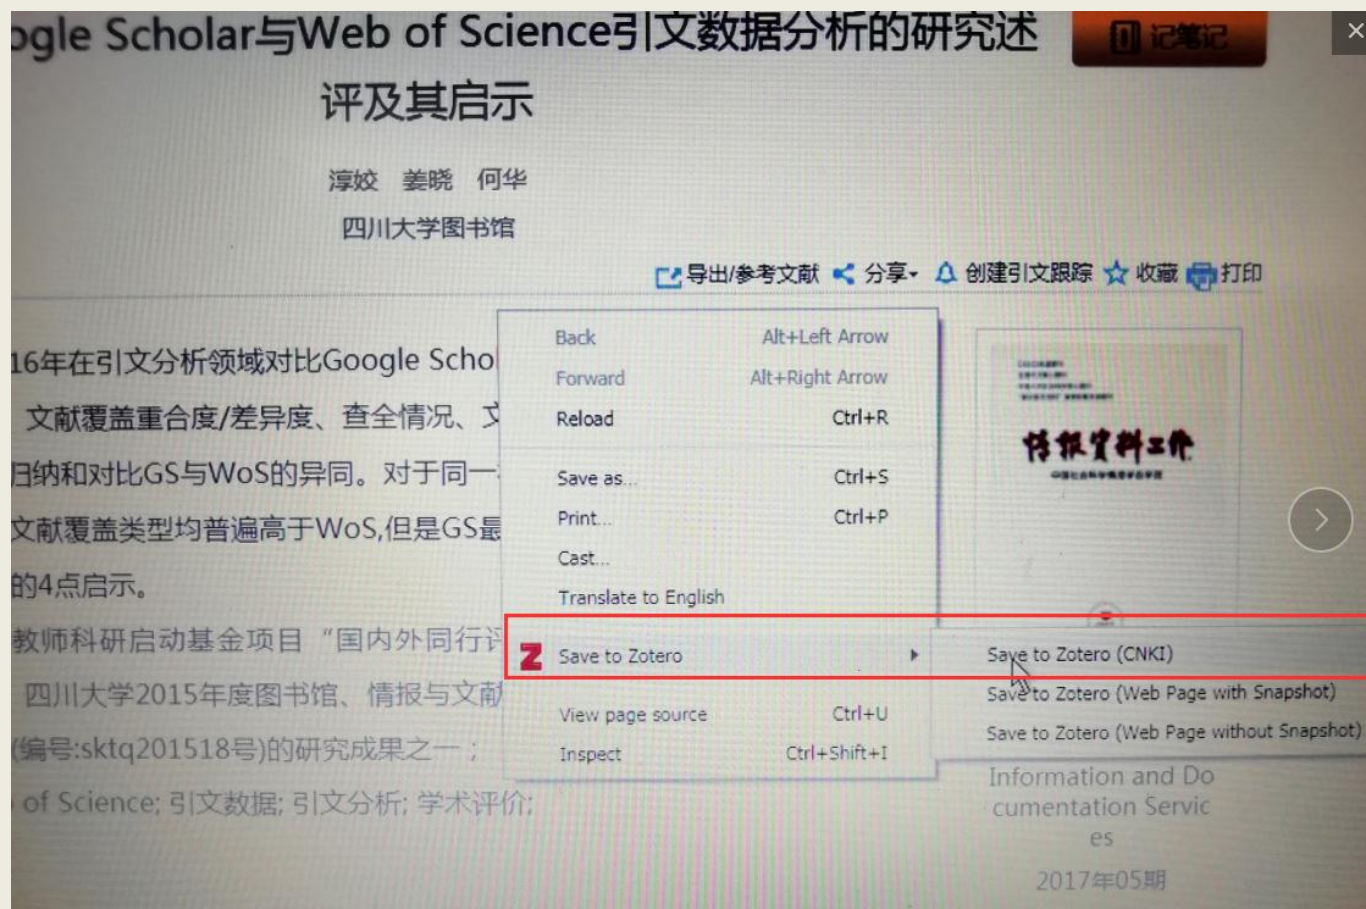 ogle Scholar与Web of Science引文数据分析的研究述
评及其启示
记笔记
淳姣 姜晓 何华
四川大学图书馆
导出/参考文献 分享 创建引文跟踪 收藏 打印
16年在引文分析领域对比Google Scho
文献覆盖重合度/差异度、查全情况、文
归纳和对比GS与WoS的异同。对于同一
文献覆盖类型均普遍高于WoS,但是GS最
的4点启示。
教师科研启动基金项目“国内外同行评
四川大学2015年度图书馆、情报与文献
(编号:sktq201518号)的研究成果之一；
of Science; 引文数据; 引文分析; 学术评价;
Back Alt+Left Arrow
Forward Alt+Right Arrow
Reload Ctrl+R
Save as... Ctrl+S
Print... Ctrl+P
Cast...
Translate to English
Save to Zotero
View page source Ctrl+U
Inspect Ctrl+Shift+I
Save to Zotero (CNKI)
Save to Zotero (Web Page with Snapshot)
Save to Zotero (Web Page without Snapshot)
情报资料工作
Information and Do
cumentation Servic
es
2017年05期